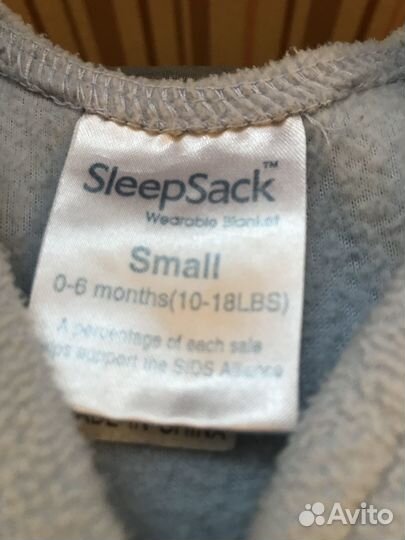 SleepSack™
Wearable Blanket
Small
0-6 months(10-18LBS)
A percentage of each sale
support the SIDS Alliance
MADE IN CHINA
Avito